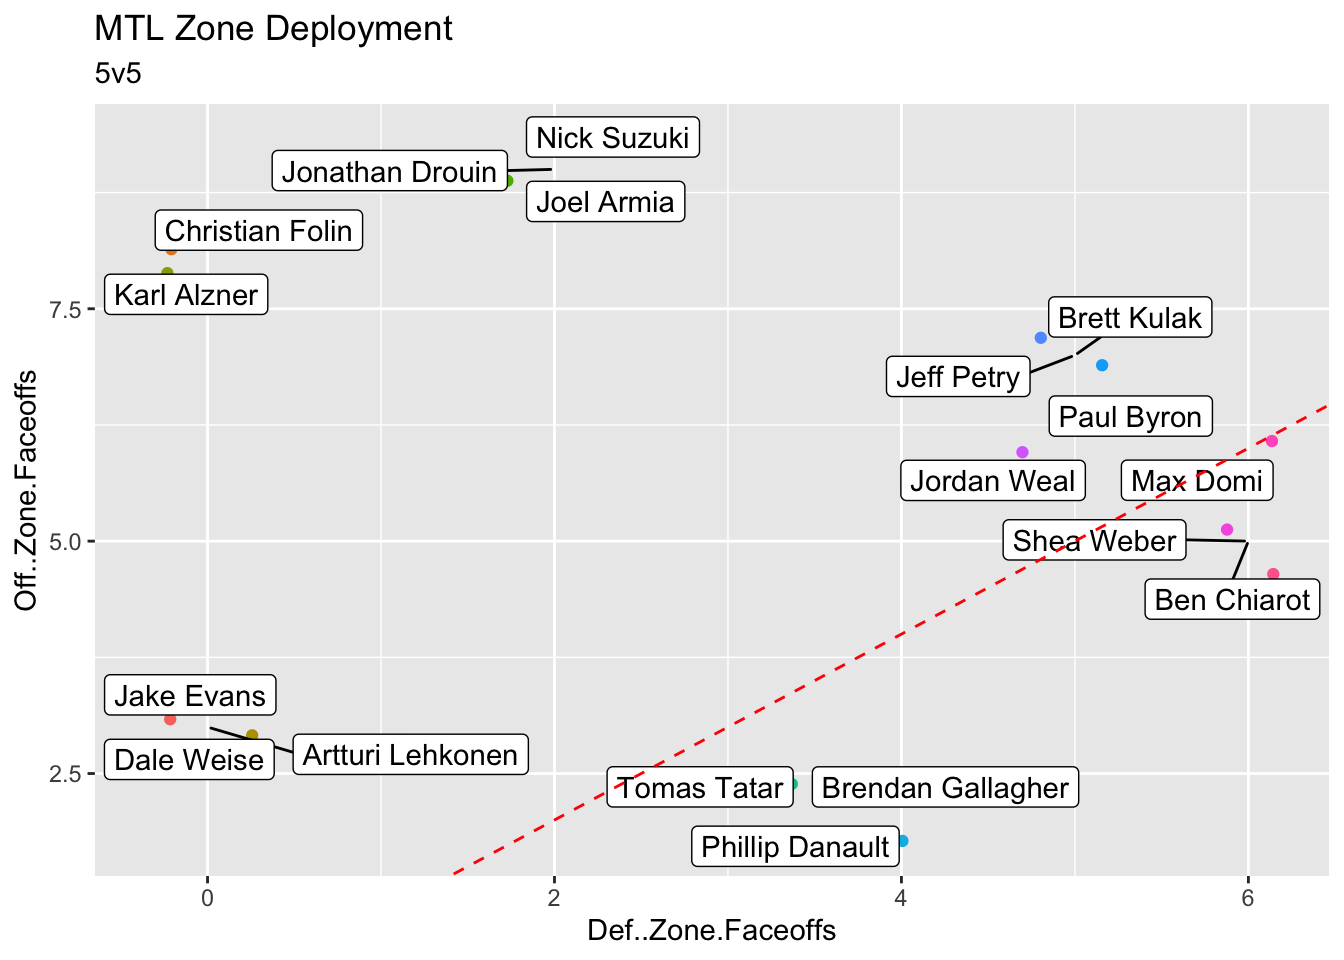 MTL Zone Deployment
5v5
Nick Suzuki
Jonathan Drouin
Joel Armia
Christian Folin
Karl Alzner
7.5
Brett Kulak
Jeff Petry
Paul Byron
Jordan Weal
Max Domi
5.0
Shea Weber
Ben Chiarot
Off..Zone.Faceoffs
Jake Evans
Dale Weise
Artturi Lehkonen
2.5
Tomas Tatar
Brendan Gallagher
Phillip Danault
0 2 4 6
Def..Zone.Faceoffs